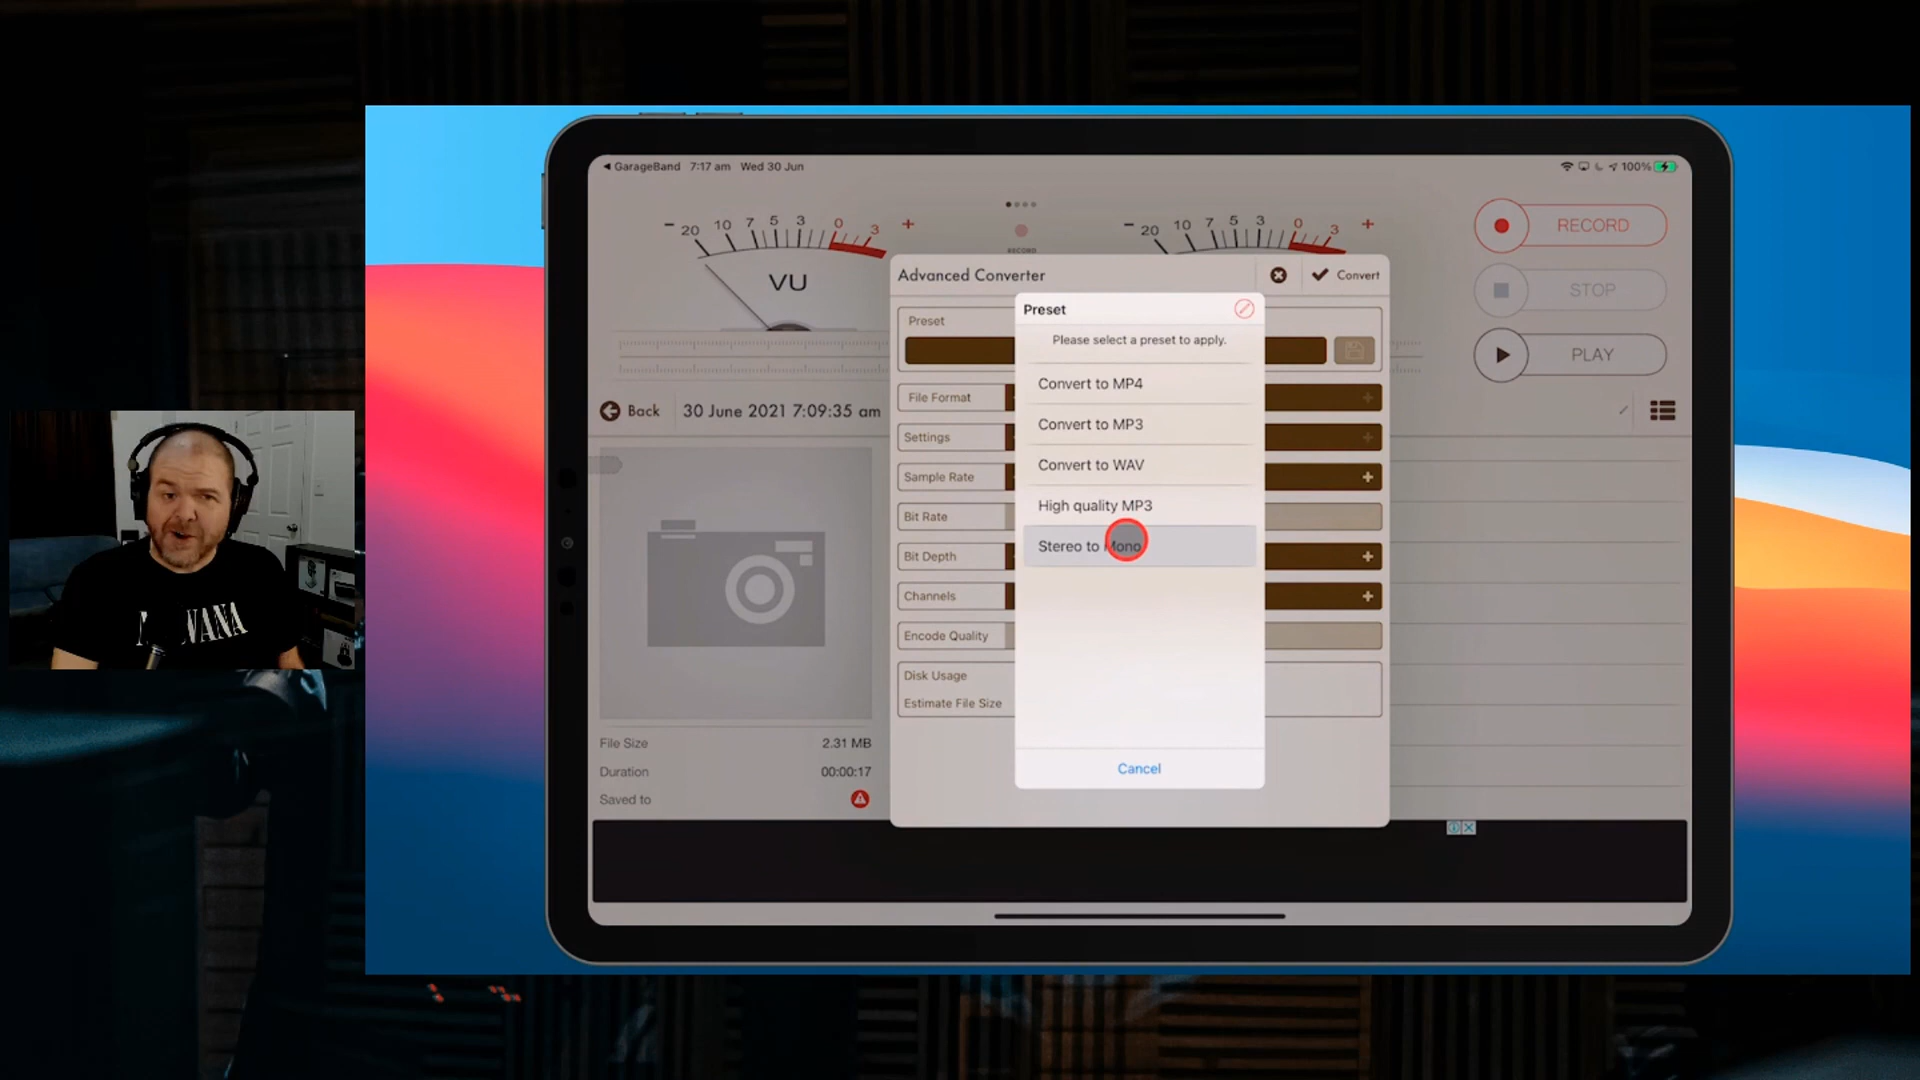 GarageBand 7:17 am Wed 30 Jun
100%
20 10 7 5 3 0 3 +
VU
RECORD
20 10 7 5 3 0 3 +
RECORD
STOP
PLAY
Advanced Converter
Convert
Preset
Preset
Please select a preset to apply.
Convert to MP4
Convert to MP3
Convert to WAV
High quality MP3
Stereo to Mono
Cancel
File Format
Settings
Sample Rate
Bit Rate
Bit Depth
Channels
Encode Quality
Disk Usage
Estimate File Size
Back 30 June 2021 7:09:35 am
File Size 2.31 MB
Duration 00:00:17
Saved to